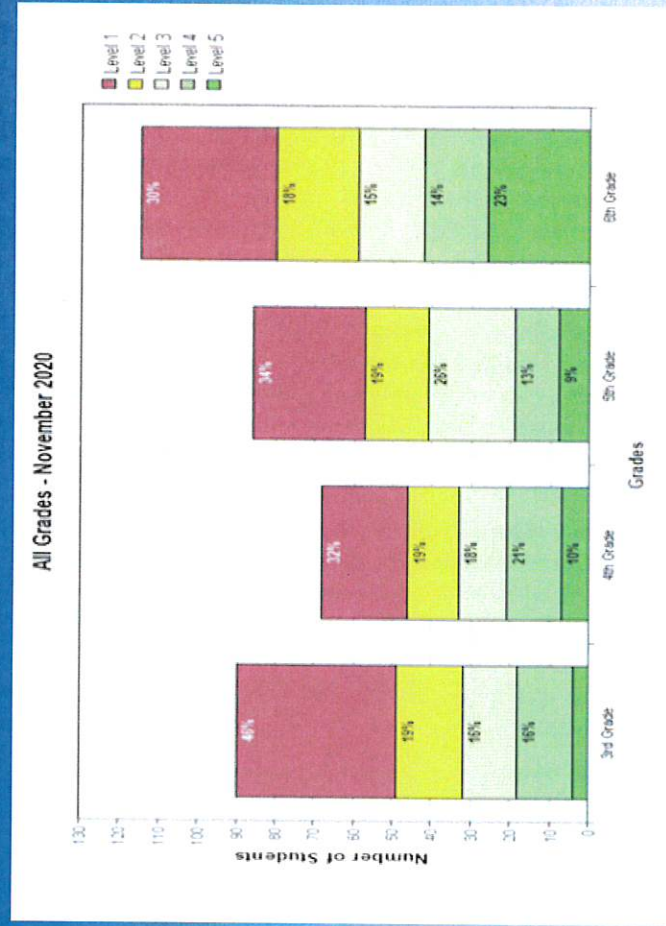 All Grades - November 2020
Level 1
Level 2
Level 3
Level 4
Level 5
Number of Students
130
120
110
100
90
80
70
60
50
40
30
20
10
0
46%
19%
16%
16%
32%
19%
18%
21%
10%
34%
19%
26%
13%
9%
30%
18%
15%
14%
23%
3rd Grade
4th Grade
5th Grade
6th Grade
Grades